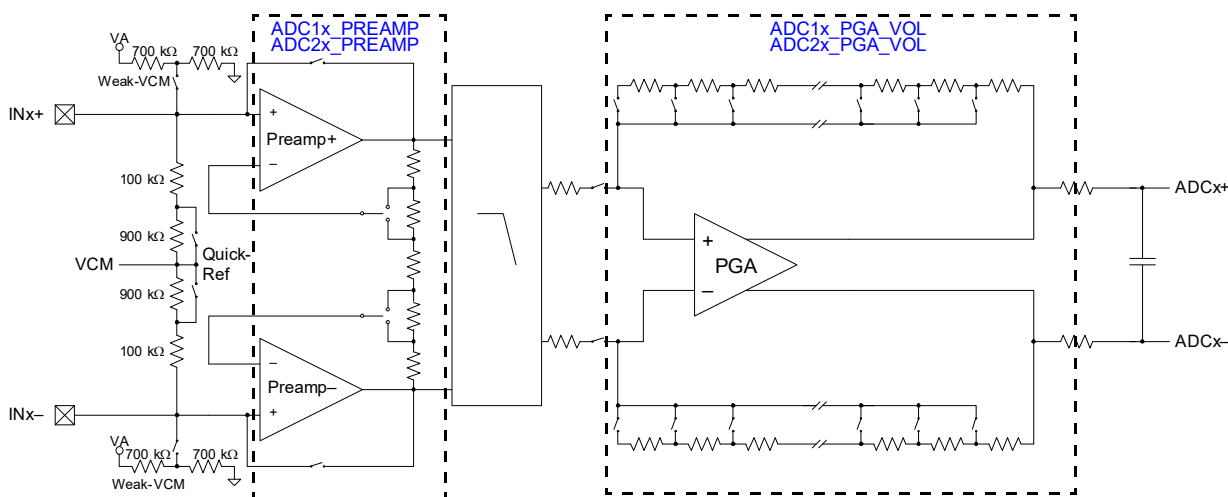 ADC1x_PREAMP
ADC2x_PREAMP
ADC1x_PGA_VOL
ADC2x_PGA_VOL
VA
700 kΩ
700 kΩ
Weak-VCM
INx+
+
Preamp+
–
100 kΩ
900 kΩ
Quick-
Ref
VCM
900 kΩ
100 kΩ
+
PGA
–
ADCx+
ADCx–
–
Preamp–
+
INx–
VA
700 kΩ
700 kΩ
Weak-VCM